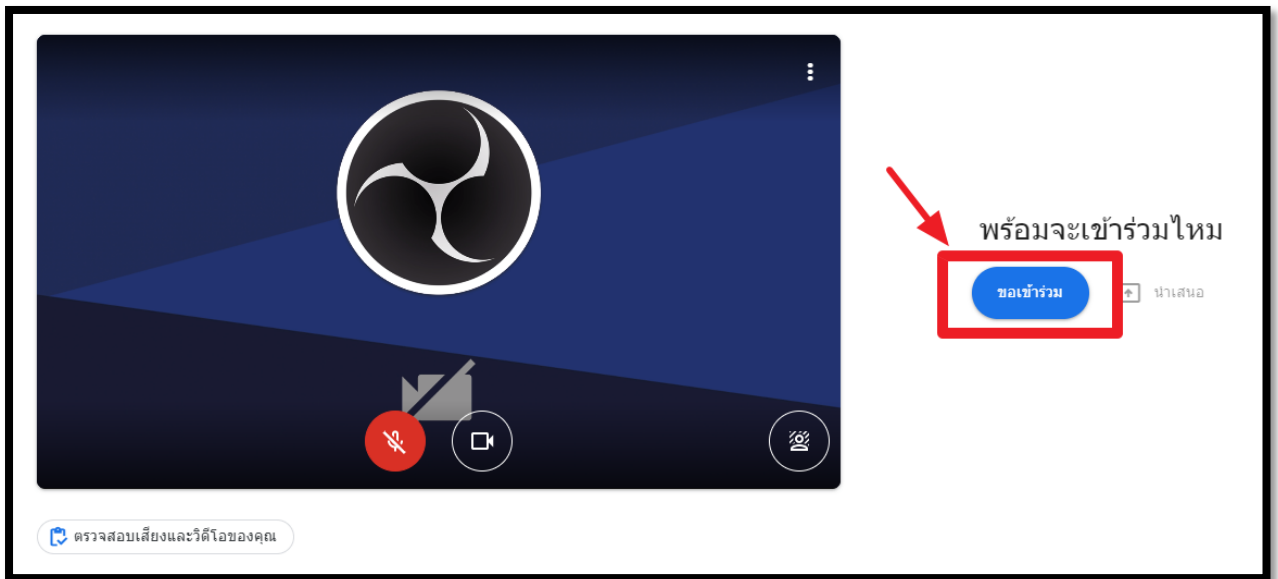 พร้อมจะเข้าร่วมไหม
ขอเข้าร่วม
นำเสนอ
ตรวจสอบเสียงและวิดีโอของคุณ